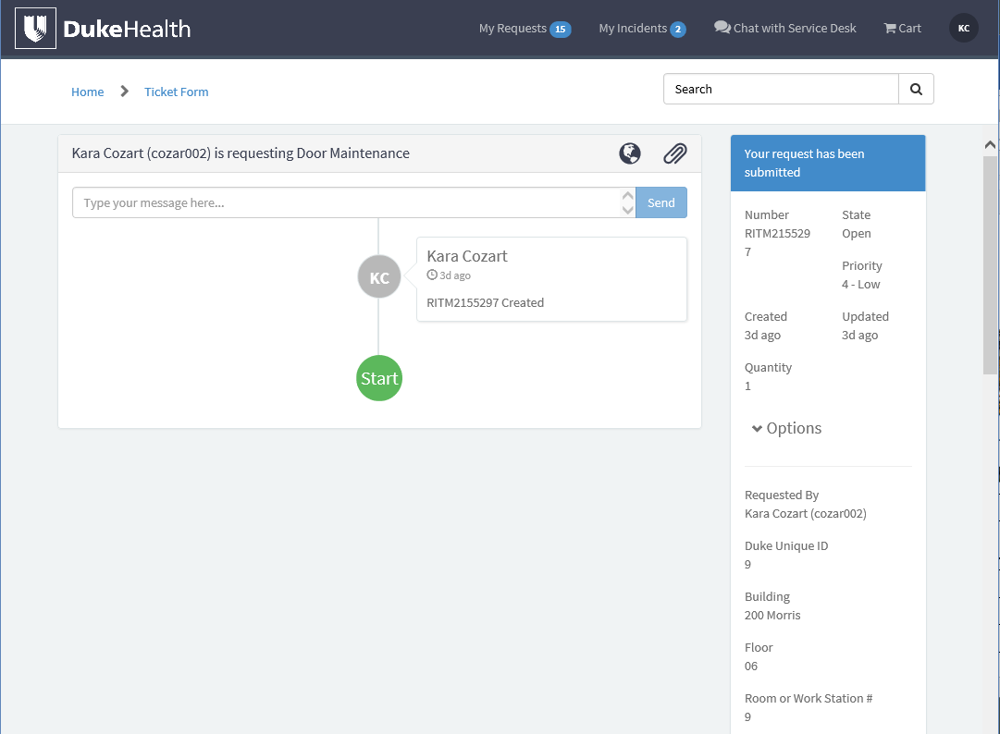 DukeHealth
My Requests 15
My Incidents 2
Chat with Service Desk
Cart
KC
Home
Ticket Form
Search
Kara Cozart (cozar002) is requesting Door Maintenance
Type your message here...
Send
KC
Kara Cozart
3d ago
RITM2155297 Created
Start
Your request has been
submitted
Number
RITM215529
7
State
Open
Priority
4 - Low
Created
3d ago
Updated
3d ago
Quantity
1
Options
Requested By
Kara Cozart (cozar002)
Duke Unique ID
9
Building
200 Morris
Floor
06
Room or Work Station #
9